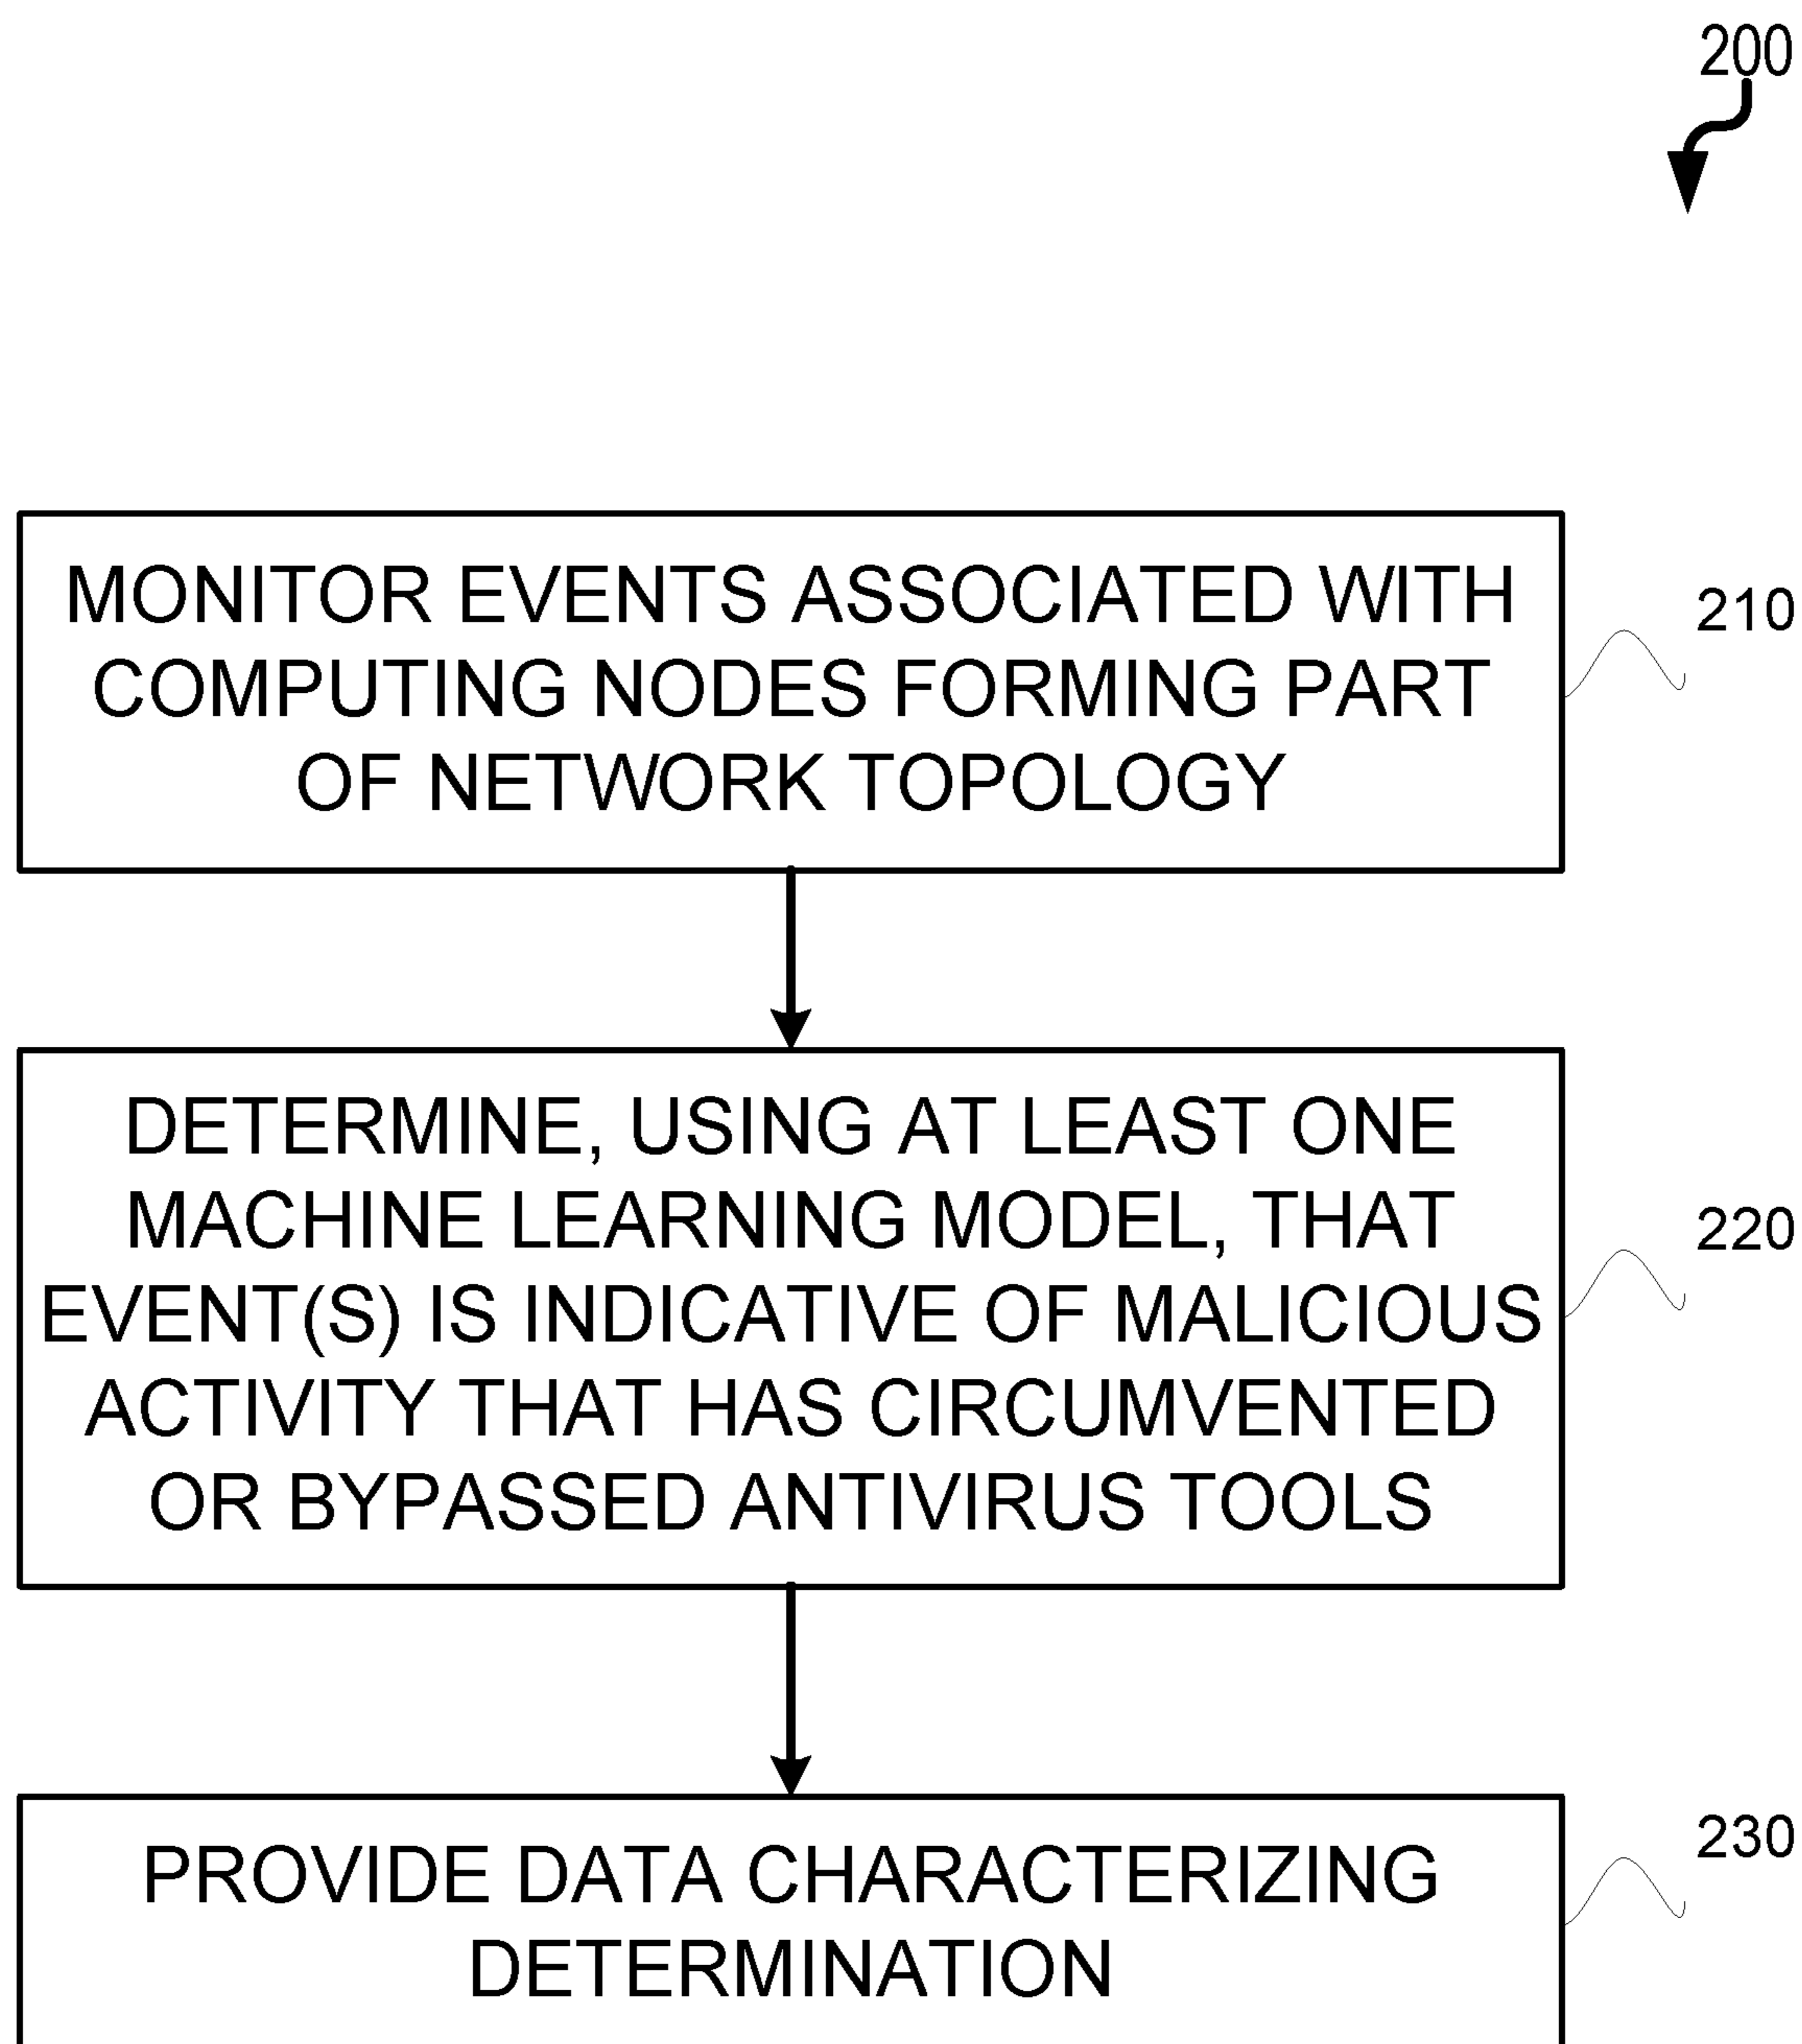 200
MONITOR EVENTS ASSOCIATED WITH
COMPUTING NODES FORMING PART
OF NETWORK TOPOLOGY
210
DETERMINE, USING AT LEAST ONE
MACHINE LEARNING MODEL, THAT
EVENT(S) IS INDICATIVE OF MALICIOUS
ACTIVITY THAT HAS CIRCUMVENTED
OR BYPASSED ANTIVIRUS TOOLS
220
PROVIDE DATA CHARACTERIZING
DETERMINATION
230